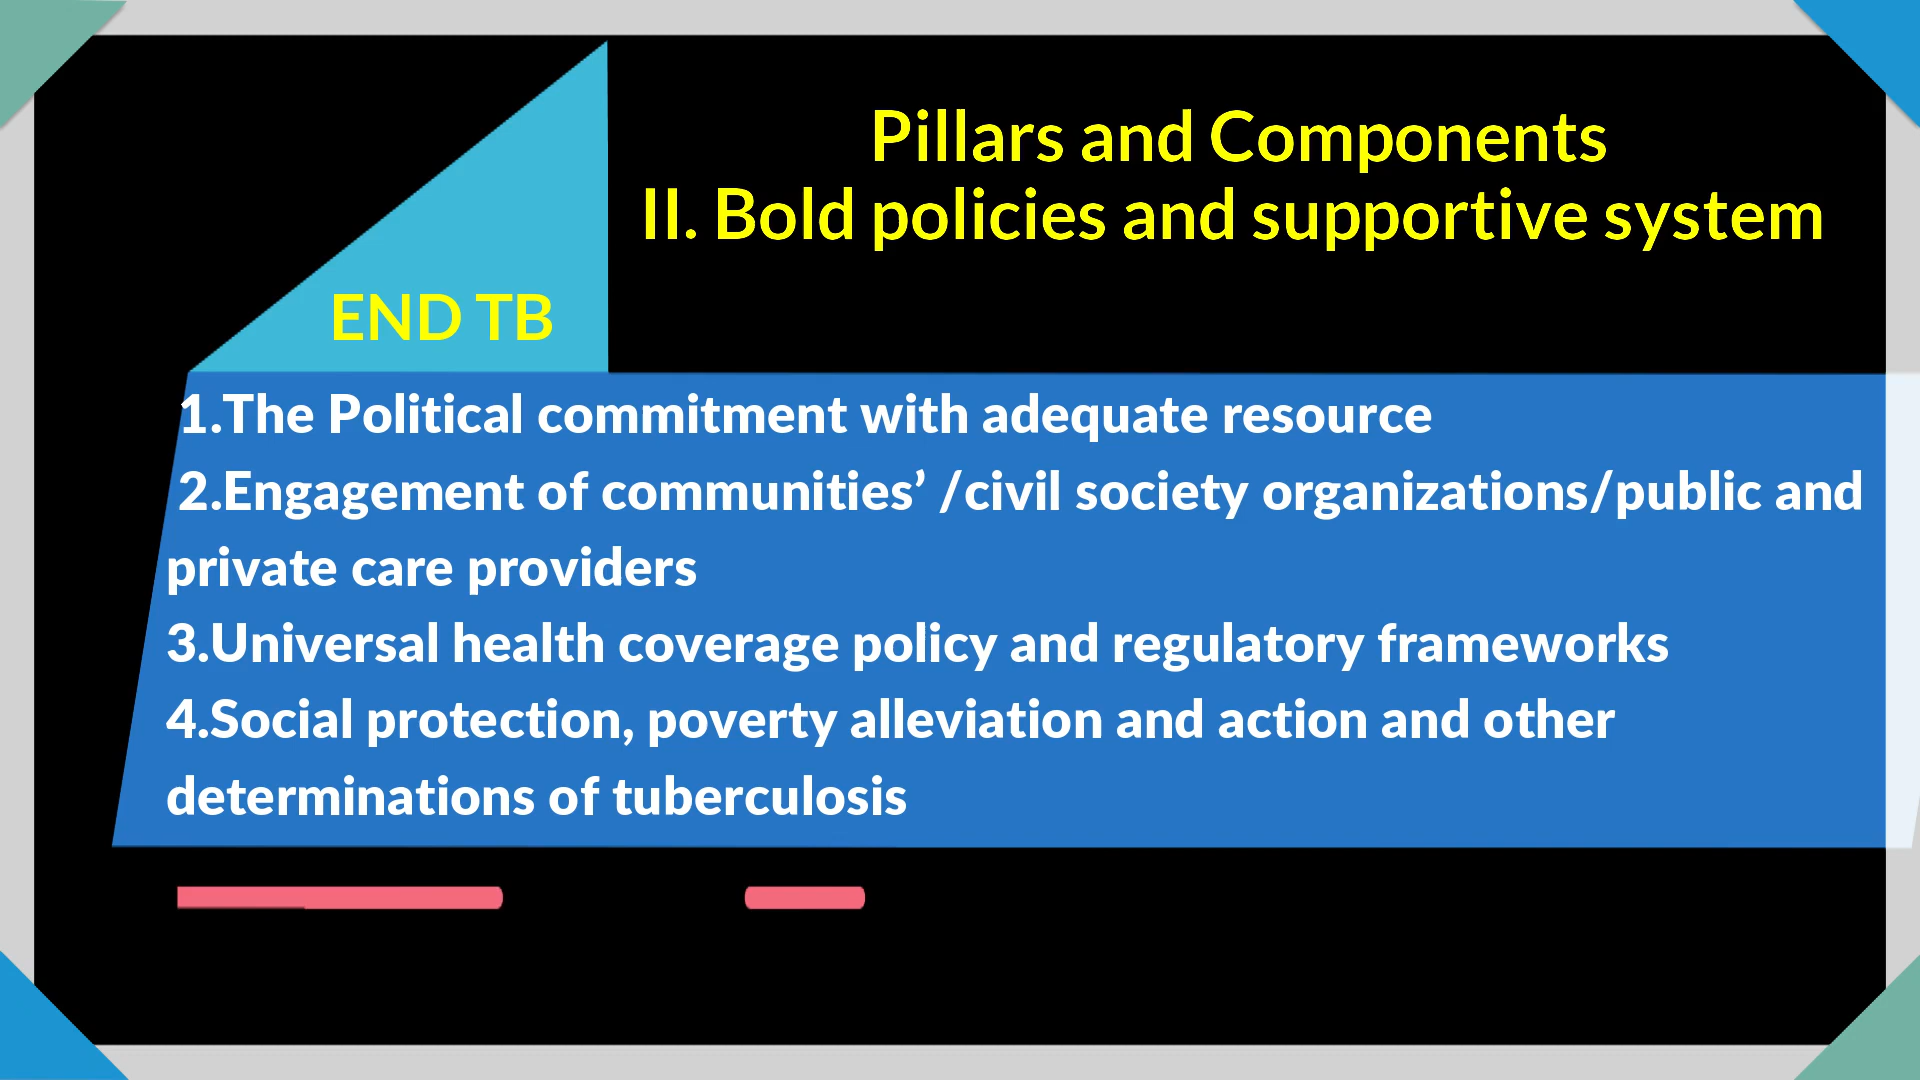 Pillars and Components
II. Bold policies and supportive system
END TB
1.The Political commitment with adequate resource
2.Engagement of communities’ /civil society organizations/public and
private care providers
3.Universal health coverage policy and regulatory frameworks
4.Social protection, poverty alleviation and action and other
determinations of tuberculosis